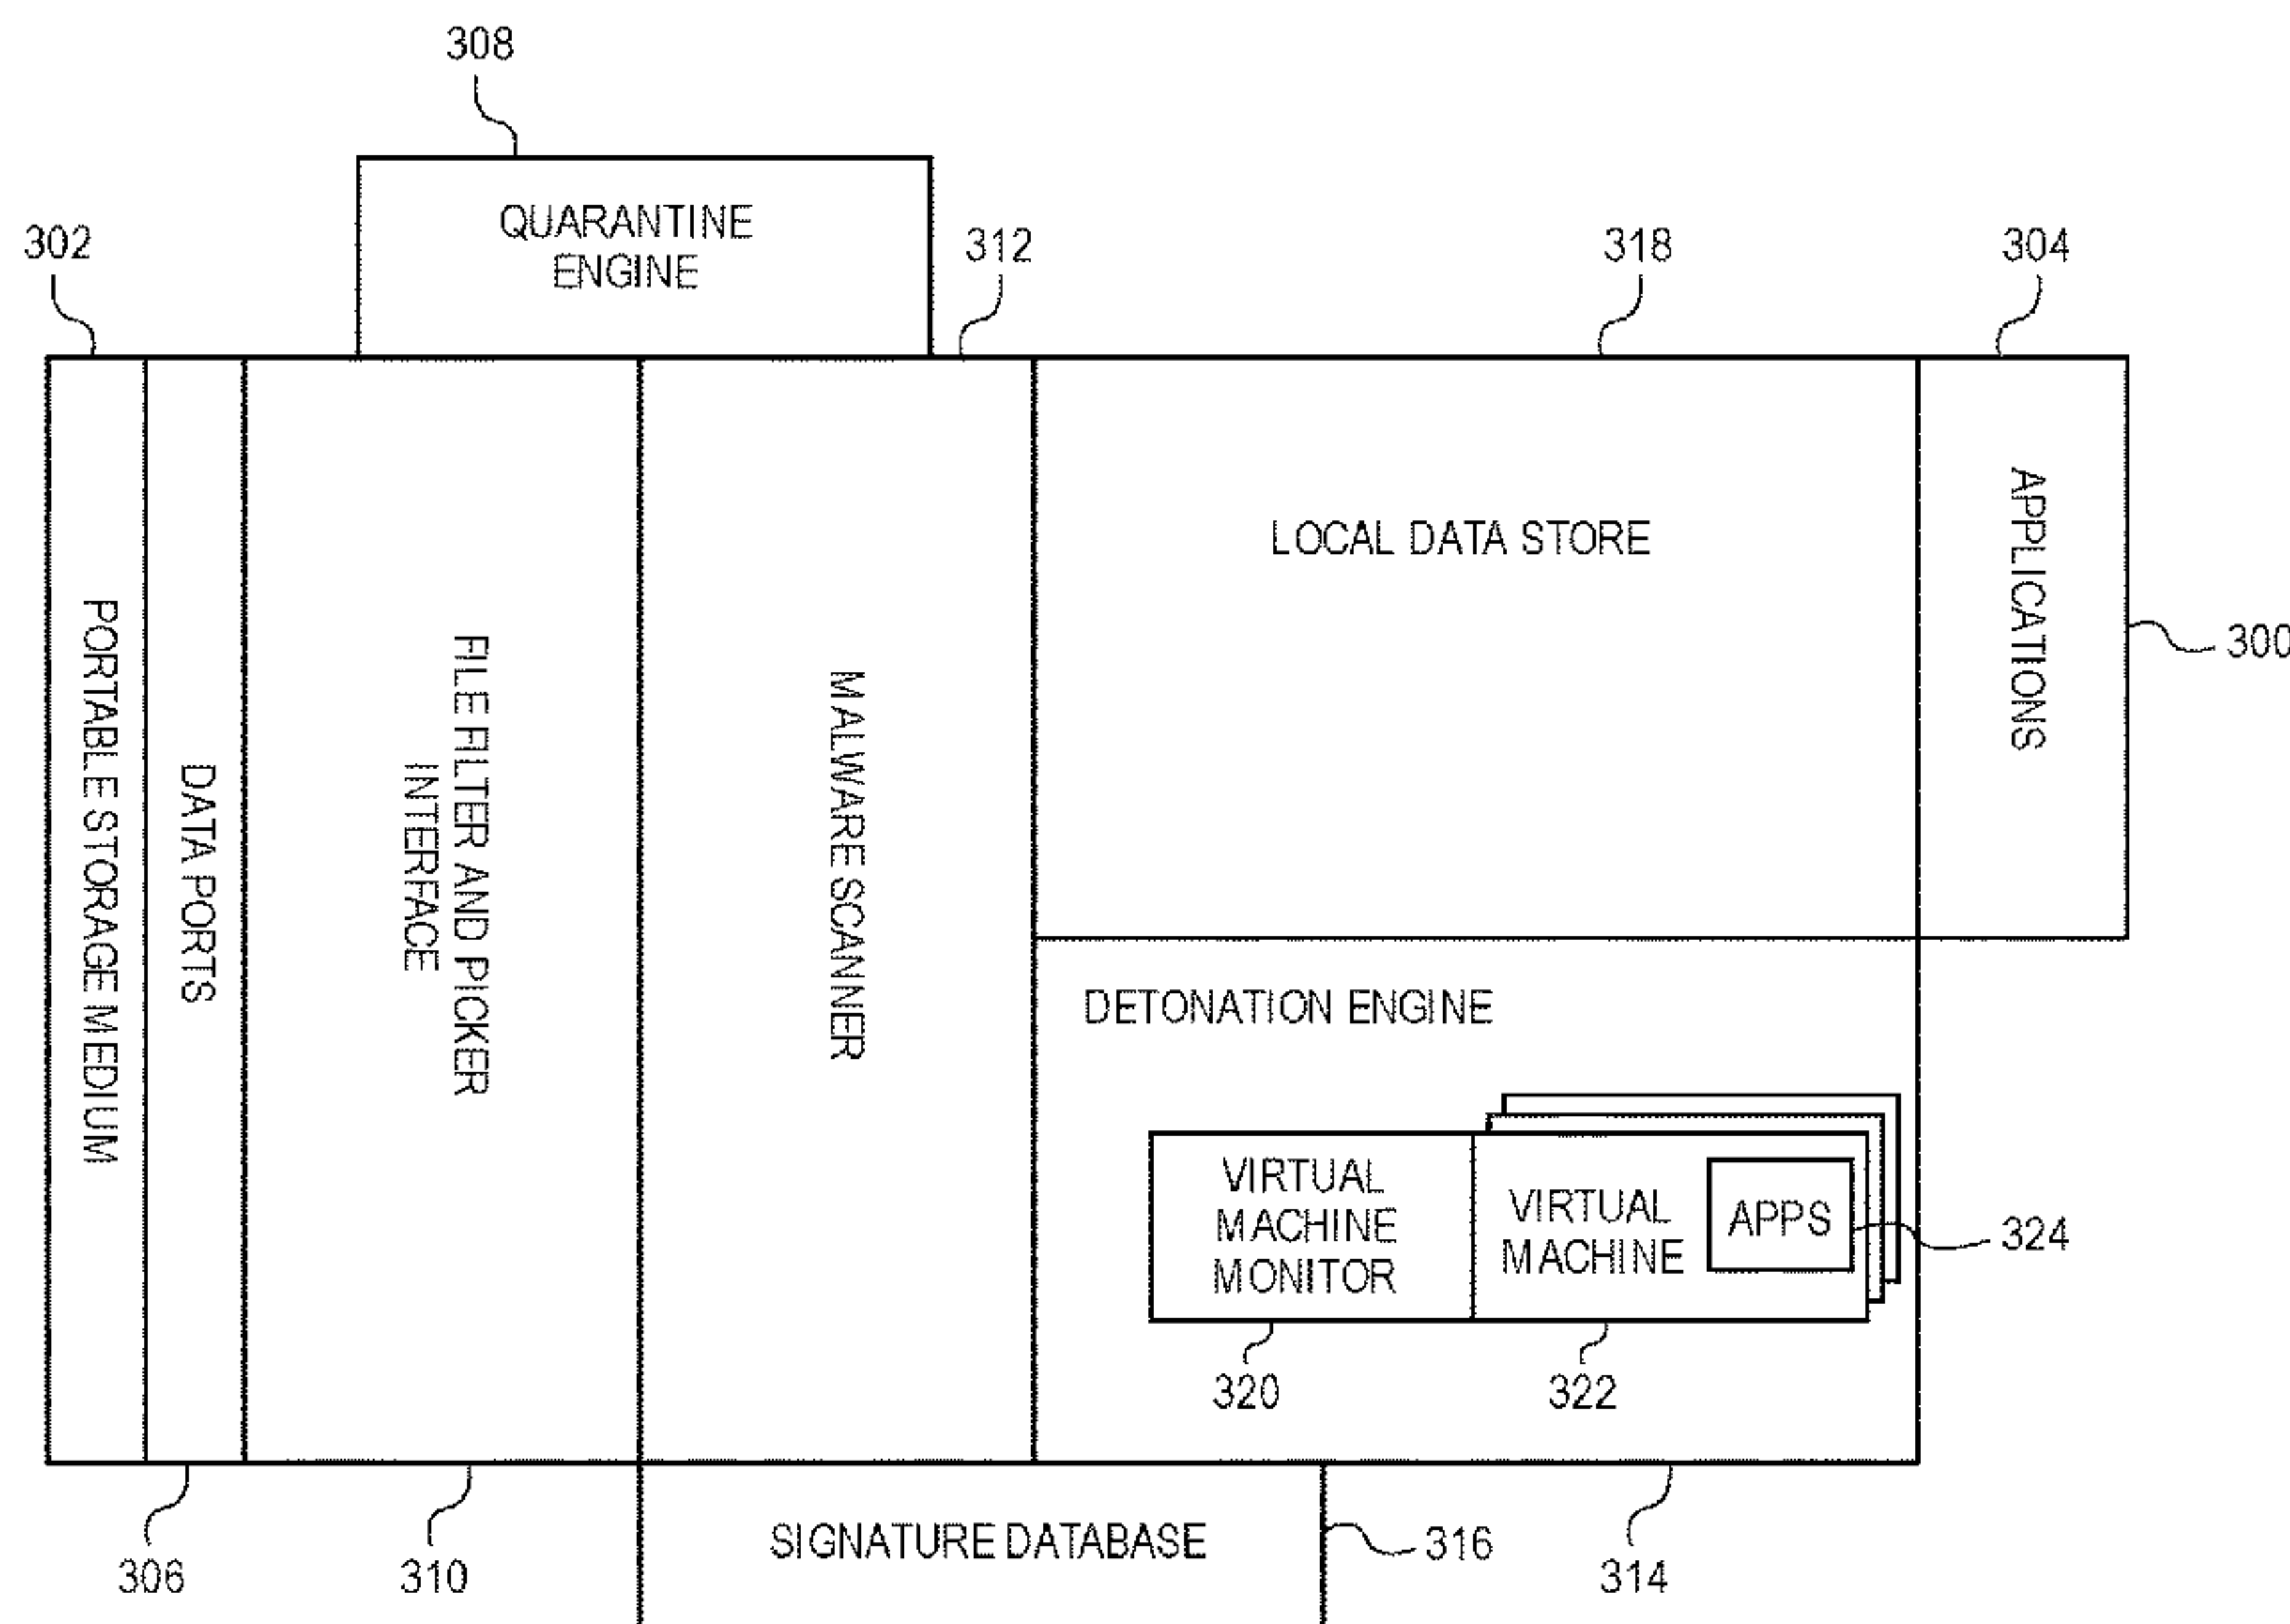 308
QUARANTINE
ENGINE
302
312
318
304
LOCAL DATA STORE
APPLICATIONS
300
PORTABLE STORAGE MEDIUM
DATA PORTS
FILE FILTER AND PICKER
INTERFACE
MALWARE SCANNER
DETONATION ENGINE
VIRTUAL
MACHINE
MONITOR
VIRTUAL
MACHINE
APPS
324
320
322
SIGNATURE DATABASE
316
306
310
314